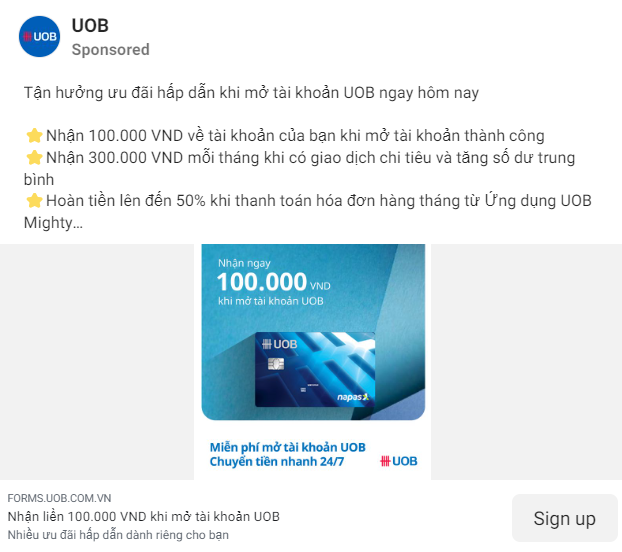 UOB
UOB
Sponsored
Tận hưởng ưu đãi hấp dẫn khi mở tài khoản UOB ngay hôm nay
⭐Nhận 100.000 VND về tài khoản của bạn khi mở tài khoản thành công
⭐Nhận 300.000 VND mỗi tháng khi có giao dịch chi tiêu và tăng số dư trung
bình
⭐Hoàn tiền lên đến 50% khi thanh toán hóa đơn hàng tháng từ Ứng dụng UOB
Mighty...
Nhận ngay
100.000 VND
khi mở tài khoản UOB
UOB
napas
Miễn phí mở tài khoản UOB
Chuyển tiền nhanh 24/7
UOB
FORMS.UOB.COM.VN
Nhận liền 100.000 VND khi mở tài khoản UOB
Nhiều ưu đãi hấp dẫn dành riêng cho bạn
Sign up